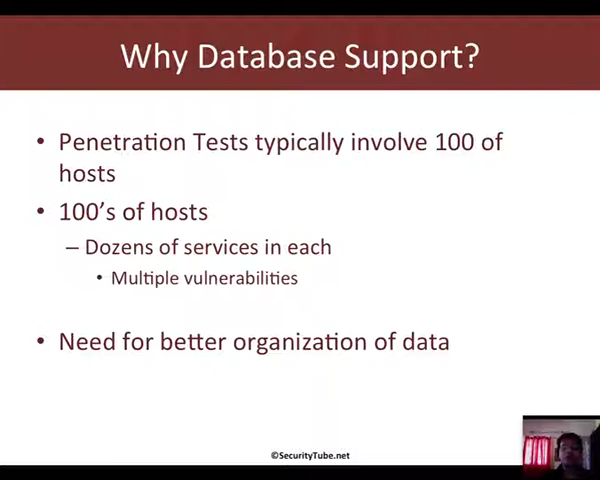 Why Database Support?
• Penetration Tests typically involve 100 of
hosts
• 100's of hosts
– Dozens of services in each
• Multiple vulnerabilities
• Need for better organization of data
©SecurityTube.net